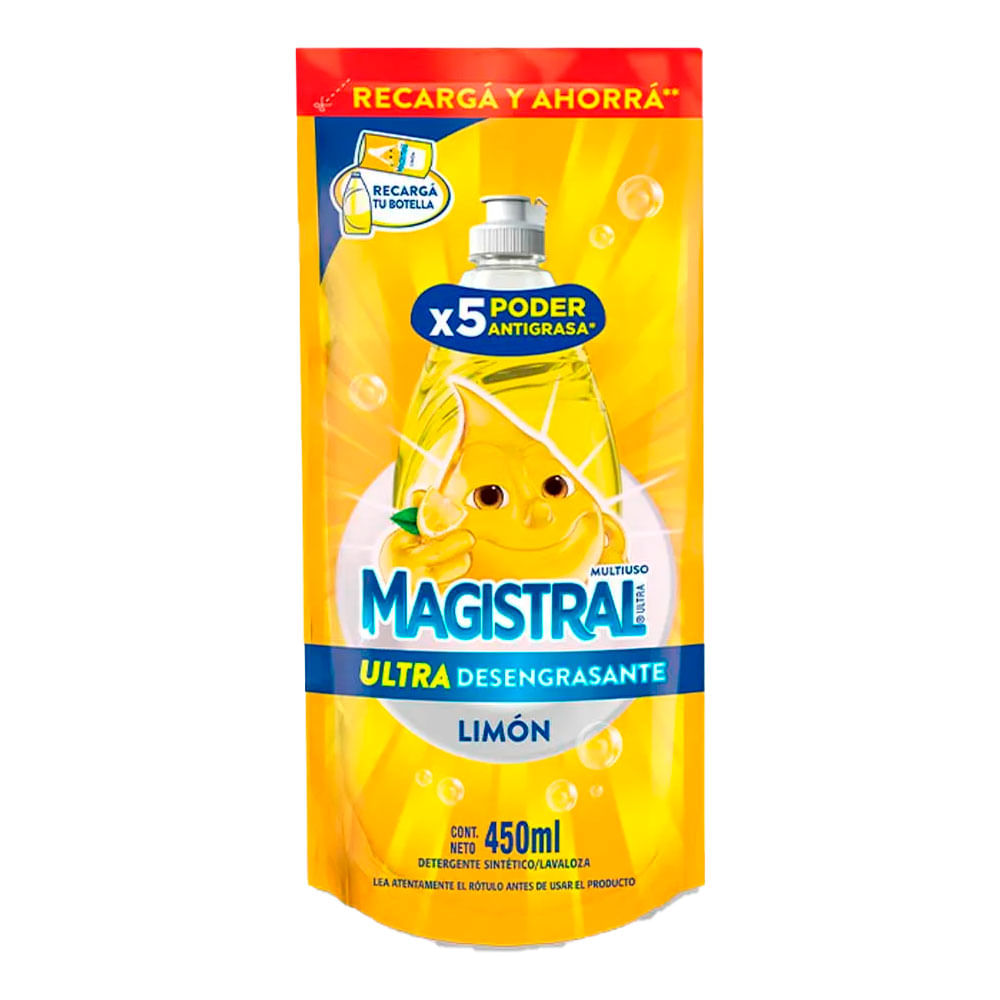 RECARGÁ Y AHORRÁ**
LIMÓN
RECARGÁ
TU BOTELLA
x5 PODER
ANTIGRASA*
MULTIUSO
MAGISTRAL
® ULTRA
ULTRA DESENGRASANTE
LIMÓN
CONT.
NETO 450ml
DETERGENTE SINTÉTICO/LAVALOZA
LEA ATENTAMENTE EL RÓTULO ANTES DE USAR EL PRODUCTO